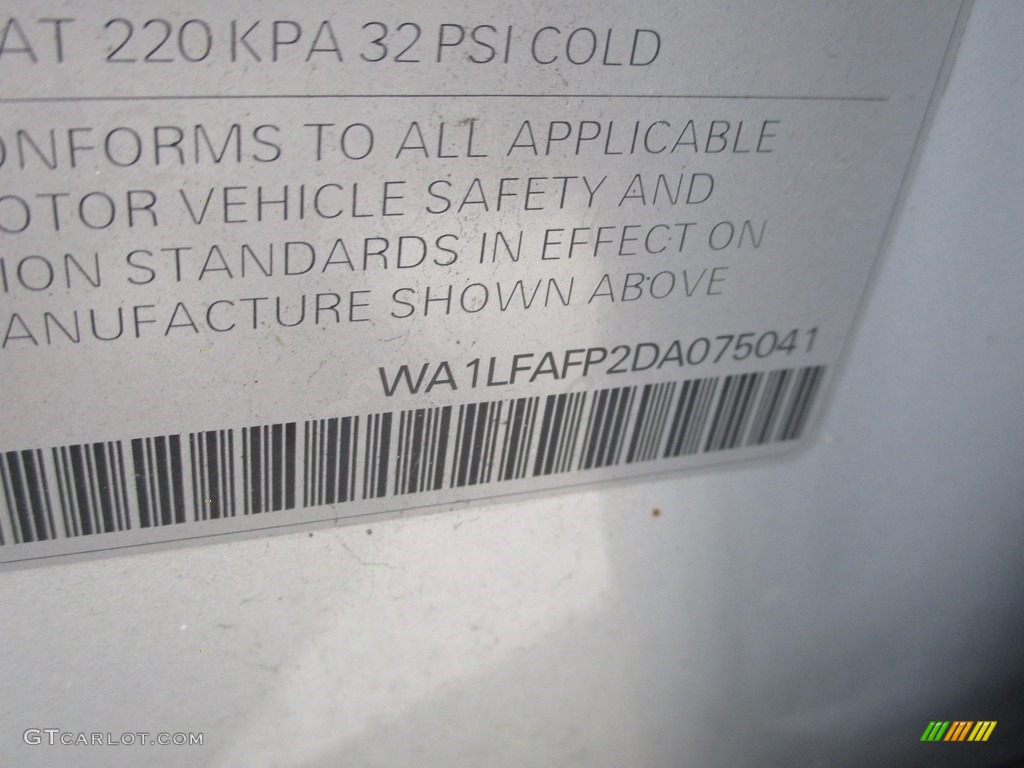 AT 220 KPA 32 PSI COLD
ONFORMS TO ALL APPLICABLE
OTOR VEHICLE SAFETY AND
ION STANDARDS IN EFFECT ON
ANUFACTURE SHOWN ABOVE
WA1LFAFP2DA075041
GTCARLOT.COM